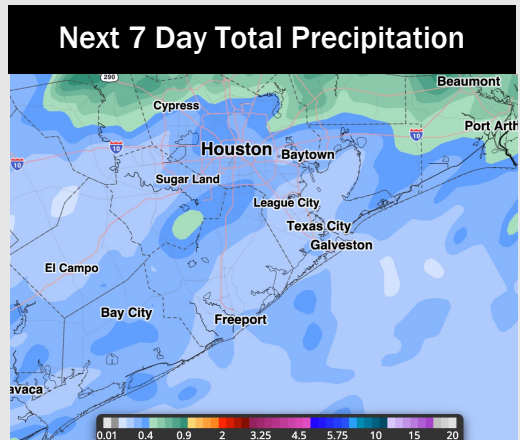 Next 7 Day Total Precipitation
290
Beaumont
Cypress
Port Arth
10
10
Houston
Baytown
10
Sugar Land
League City
Texas City
Galveston
El Campo
Bay City
Freeport
avaca
0.01 0.4 0.9 2 3.25 4.5 5.75 10 15 20